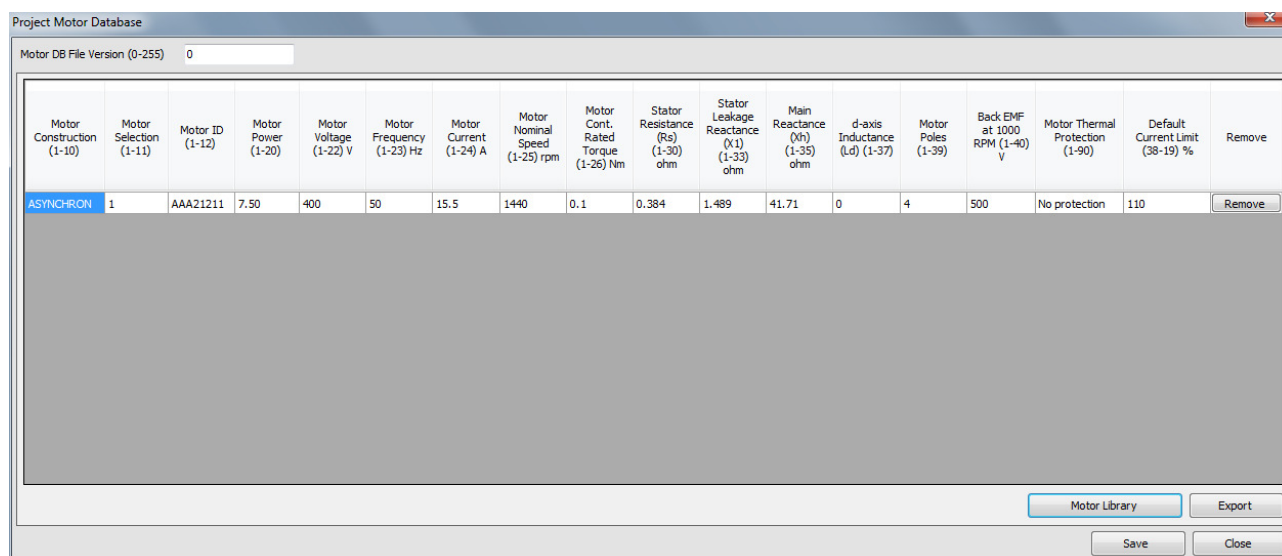 Project Motor Database
x
Motor DB File Version (0-255) 0
Motor Construction (1-10)
Motor Selection (1-11)
Motor ID (1-12)
Motor Power (1-20)
Motor Voltage (1-22) V
Motor Frequency (1-23) Hz
Motor Current (1-24) A
Motor Nominal Speed (1-25) rpm
Motor Cont. Rated Torque (1-26) Nm
Stator Resistance (Rs) (1-30) ohm
Stator Leakage Reactance (X1) (1-33) ohm
Main Reactance (Xh) (1-35) ohm
d-axis Inductance (Ld) (1-37)
Motor Poles (1-39)
Back EMF at 1000 RPM (1-40) V
Motor Thermal Protection (1-90)
Default Current Limit (38-19) %
Remove
ASYNCHRON 1 AAA21211 7.50 400 50 15.5 1440 0.1 0.384 1.489 41.71 0 4 500 No protection 110 Remove
Motor Library Export
Save Close